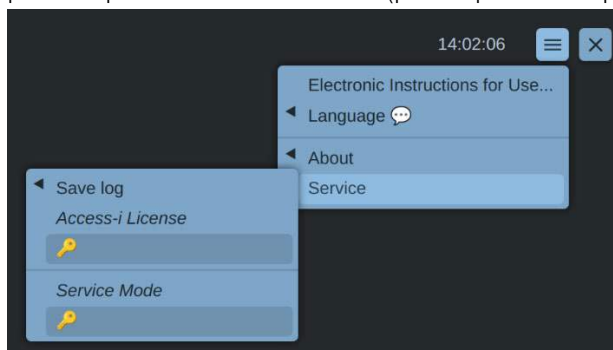 14:02:06
Electronic Instructions for Use...
Language
About
Service
Save log
Access-i License
Service Mode